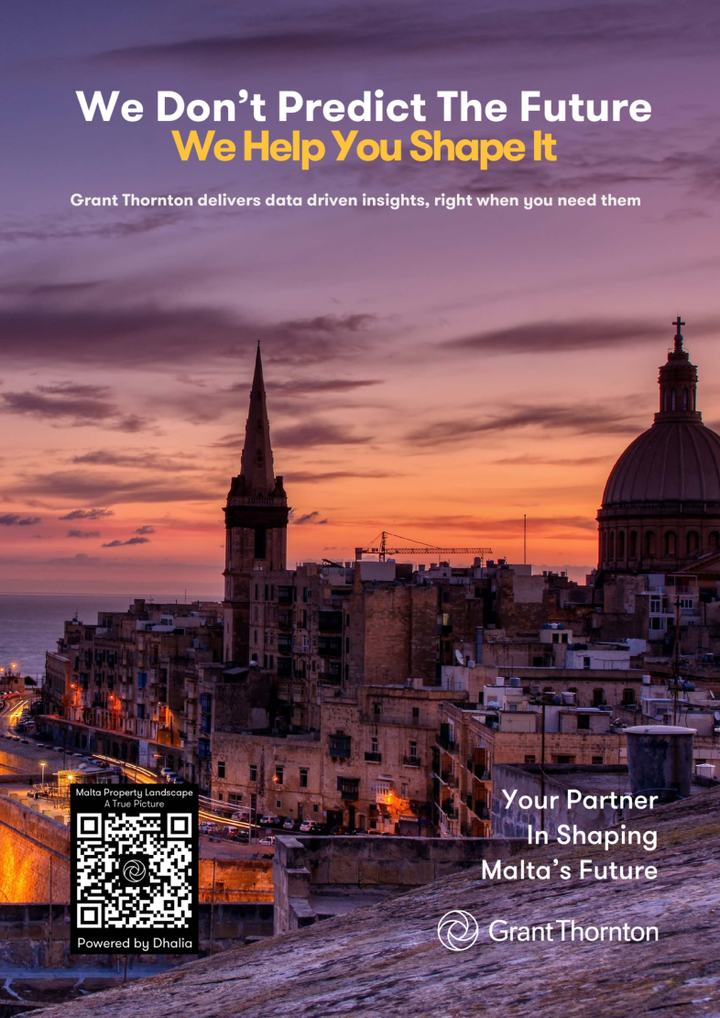 We Don’t Predict The Future
We Help You Shape It
Grant Thornton delivers data driven insights, right when you need them
Malta Property Landscape
A True Picture
Powered by Dhalia
Your Partner
In Shaping
Malta’s Future
Grant Thornton